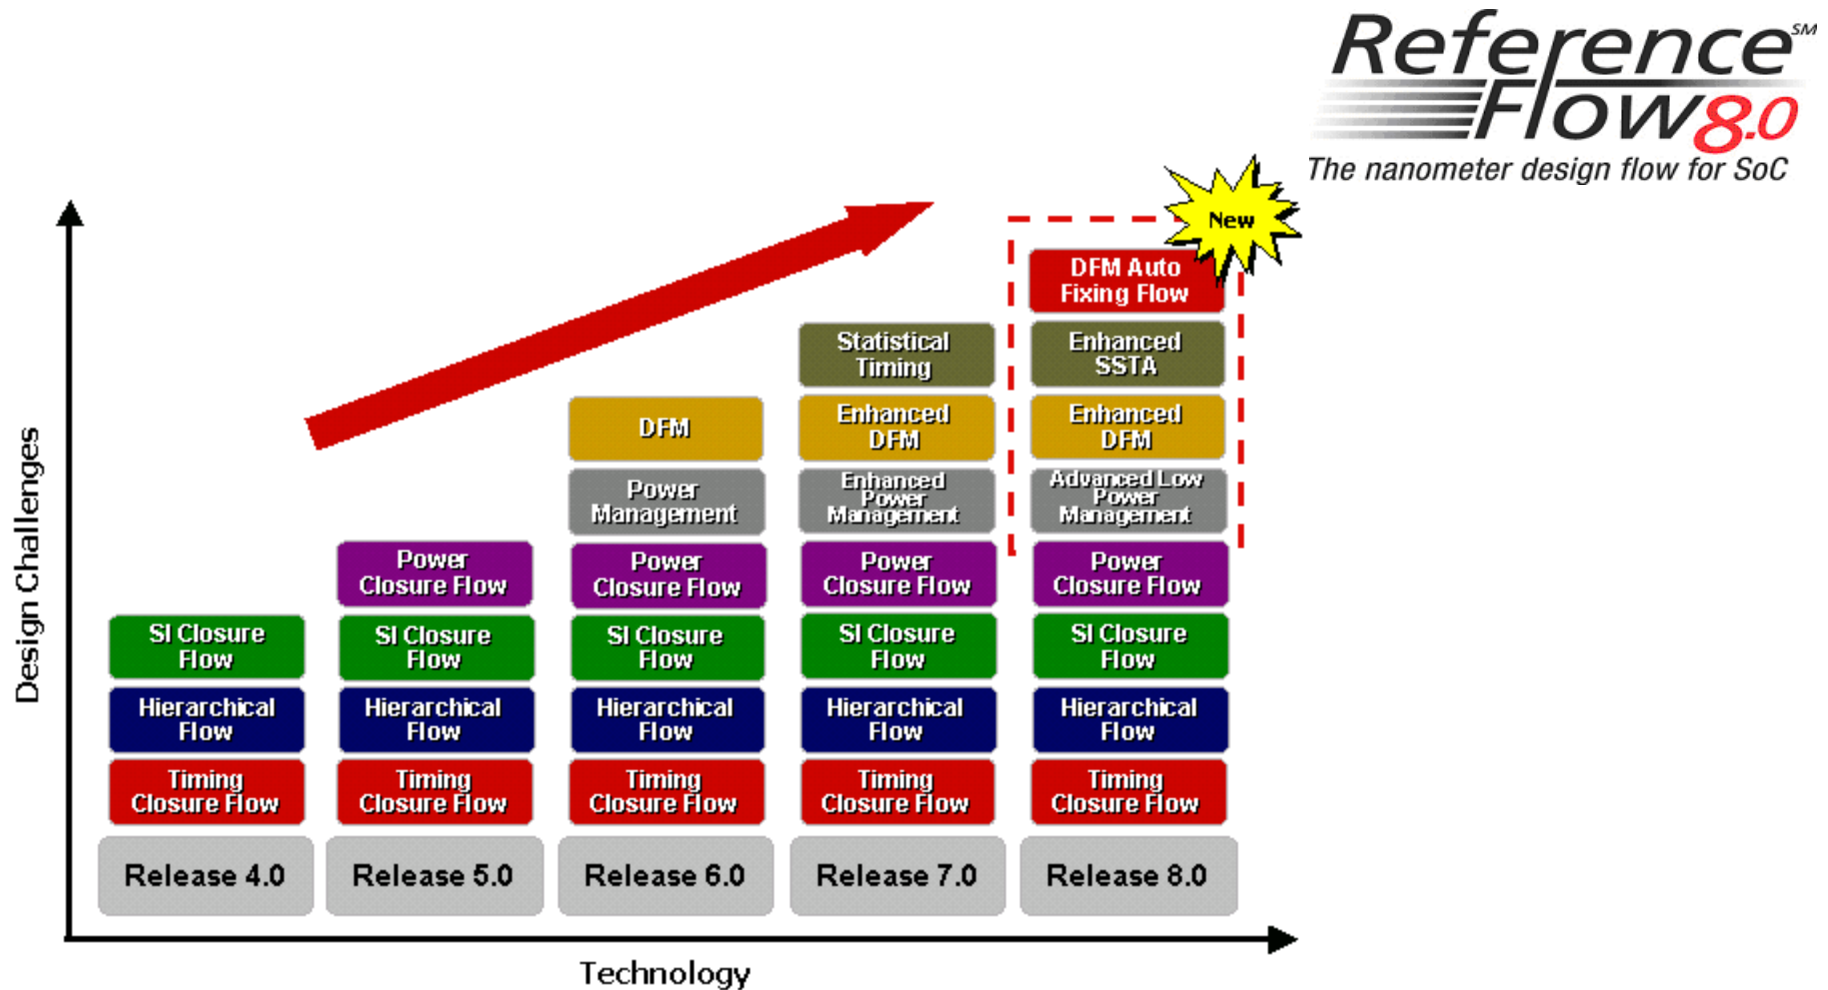 Reference SM
Flow 8.0
The nanometer design flow for SoC
New
Design Challenges
DFM Auto
Fixing Flow
Statistical
Timing
Enhanced
SSTA
DFM
Enhanced
DFM
Enhanced
DFM
Power
Management
Enhanced
Power
Management
Advanced Low
Power
Management
Power
Closure Flow
Power
Closure Flow
Power
Closure Flow
Power
Closure Flow
SI Closure
Flow
SI Closure
Flow
SI Closure
Flow
SI Closure
Flow
SI Closure
Flow
Hierarchical
Flow
Hierarchical
Flow
Hierarchical
Flow
Hierarchical
Flow
Hierarchical
Flow
Timing
Closure Flow
Timing
Closure Flow
Timing
Closure Flow
Timing
Closure Flow
Timing
Closure Flow
Release 4.0
Release 5.0
Release 6.0
Release 7.0
Release 8.0
Technology